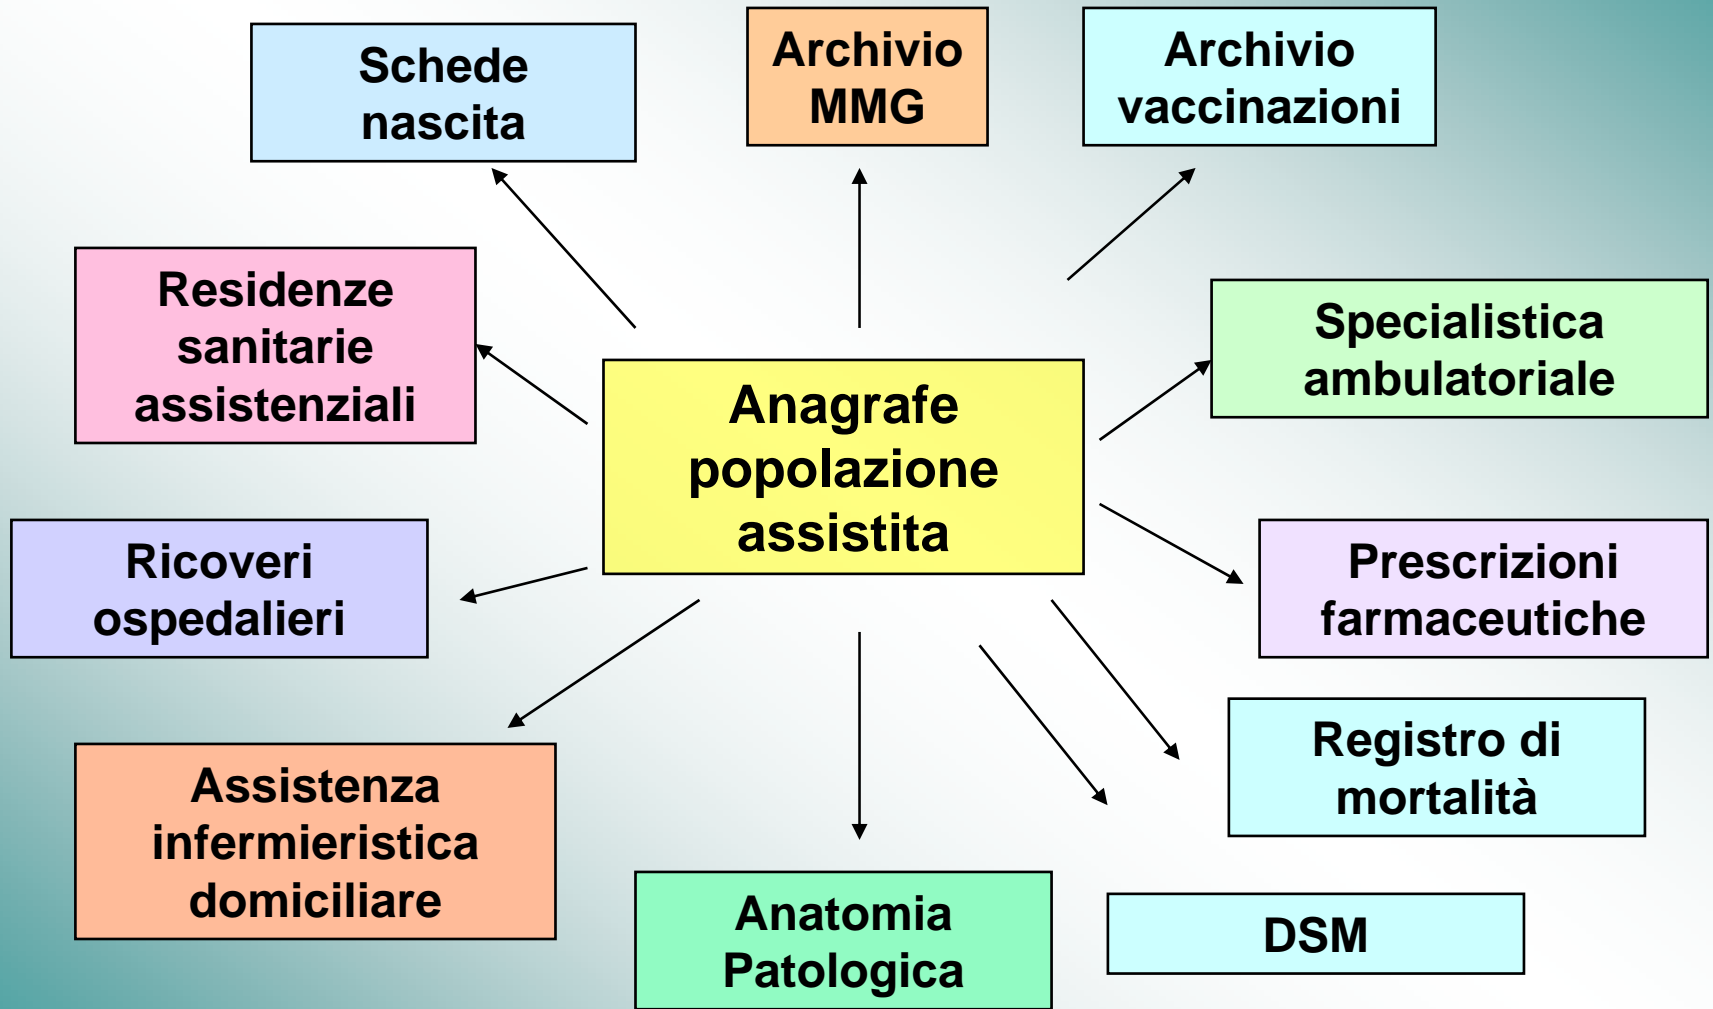 Schede
nascita
Archivio
MMG
Archivio
vaccinazioni
Residenze
sanitarie
assistenziali
Specialistica
ambulatoriale
Anagrafe
popolazione
assistita
Ricoveri
ospedalieri
Prescrizioni
farmaceutiche
Registro di
mortalità
Assistenza
infermieristica
domiciliare
Anatomia
Patologica
DSM